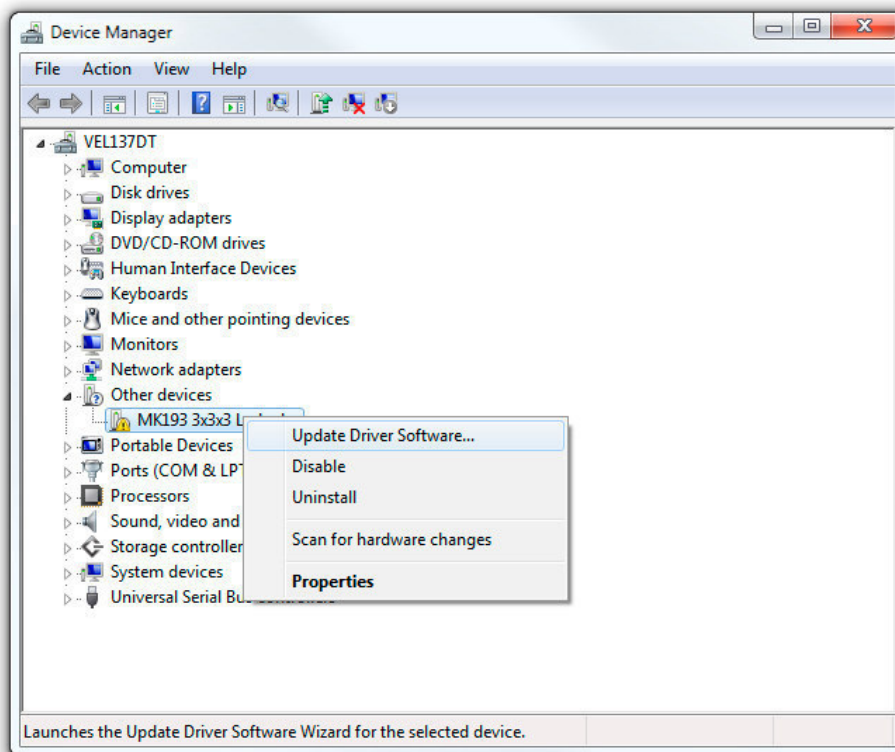 Device Manager
File Action View Help
VEL137DT
Computer
Disk drives
Display adapters
DVD/CD-ROM drives
Human Interface Devices
Keyboards
Mice and other pointing devices
Monitors
Network adapters
Other devices
MK193 3x3x3
Update Driver Software...
Portable Devices
Disable
Ports (COM & LPT
Processors
Uninstall
Sound, video and
Storage controller
Scan for hardware changes
System devices
Properties
Universal Serial
Launches the Update Driver Software Wizard for the selected device.